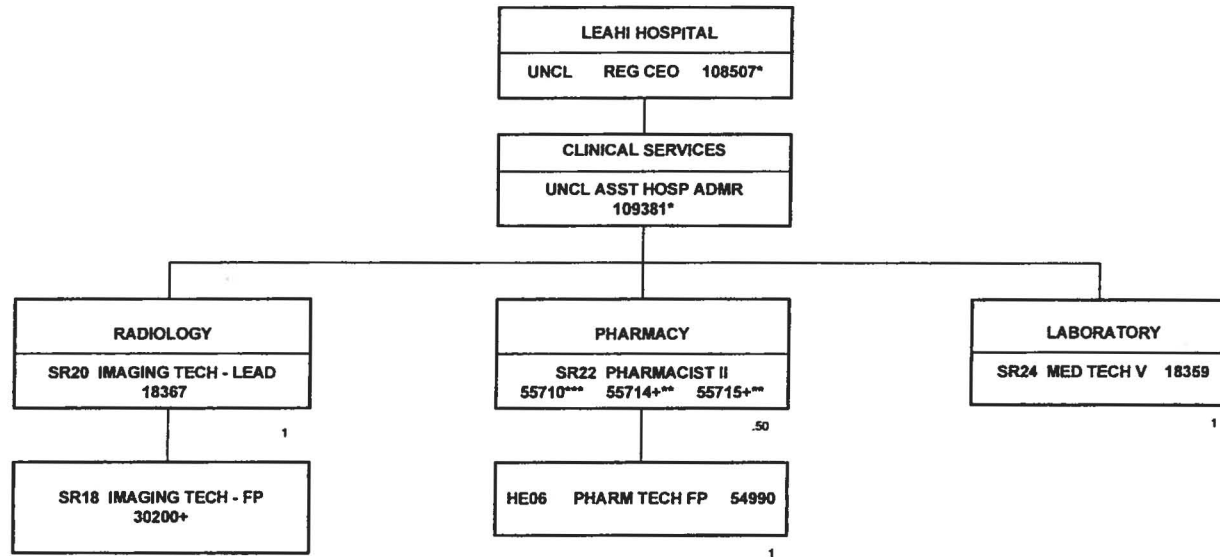 LEAHI HOSPITAL
UNCL REG CEO 108507*
CLINICAL SERVICES
UNCL ASST HOSP ADMR
109381*
RADIOLOGY
SR20 IMAGING TECH - LEAD
18367
1
SR18 IMAGING TECH - FP
30200+
PHARMACY
SR22 PHARMACIST II
55710*** 55714+** 55715+**
.50
HE06 PHARM TECH FP 54990
1
LABORATORY
SR24 MED TECH V 18359
1